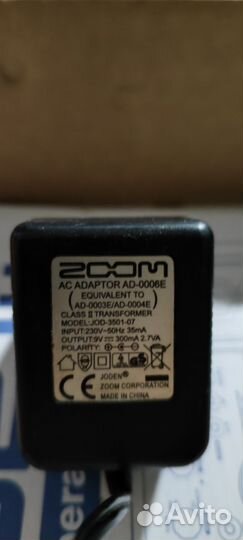 ZOOM
AC ADAPTOR AD-0006E
(EQUIVALENT TO
AD-0003E/AD-0004E)
CLASS II TRANSFORMER
MODEL:JOD-3501-07
INPUT:230V~50Hz 35mA
OUTPUT:9V 300mA 2.7VA
POLARITY:
JODEN®
ZOOM CORPORATION
MADE IN CHINA
CE
Avito